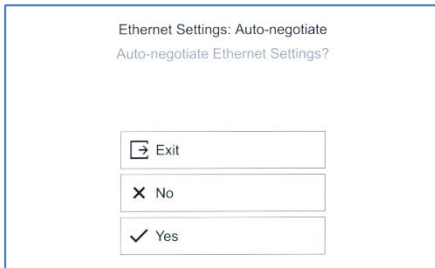 Ethernet Settings: Auto-negotiate
Auto-negotiate Ethernet Settings?
Exit
No
Yes